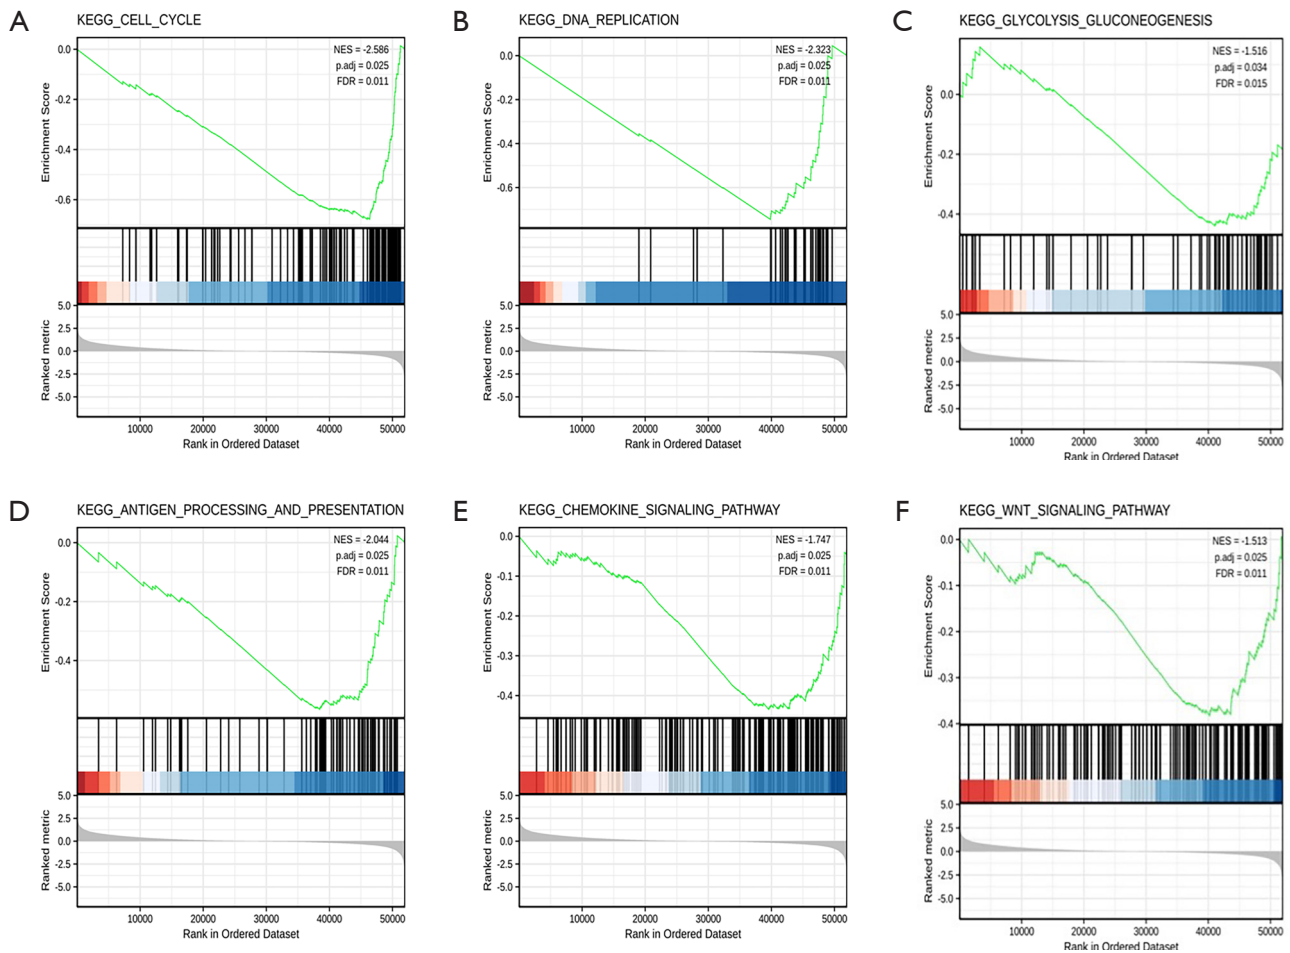 A
KEGG_CELL_CYCLE
NES = -2.586
p.adj = 0.025
FDR = 0.011
Enrichment Score
0.0
-0.2
-0.4
-0.6
Ranked metric
5.0
2.5
0.0
-2.5
-5.0
10000 20000 30000 40000 50000
Rank in Ordered Dataset
B
KEGG_DNA_REPLICATION
NES = -2.323
p.adj = 0.025
FDR = 0.011
Enrichment Score
0.0
-0.2
-0.4
-0.6
Ranked metric
5.0
2.5
0.0
-2.5
-5.0
10000 20000 30000 40000 50000
Rank in Ordered Dataset
C
KEGG_GLYCOLYSIS_GLUCONEOGENESIS
NES = -1.516
p.adj = 0.034
FDR = 0.015
Enrichment Score
0.0
-0.2
-0.4
Ranked metric
5.0
2.5
0.0
-2.5
-5.0
10000 20000 30000 40000 50000
Rank in Ordered Dataset
D
KEGG_ANTIGEN_PROCESSING_AND_PRESENTATION
NES = -2.044
p.adj = 0.025
FDR = 0.011
Enrichment Score
0.0
-0.2
-0.4
Ranked metric
5.0
2.5
0.0
-2.5
-5.0
10000 20000 30000 40000 50000
Rank in Ordered Dataset
E
KEGG_CHEMOKINE_SIGNALING_PATHWAY
NES = -1.747
p.adj = 0.025
FDR = 0.011
Enrichment Score
0.0
-0.1
-0.2
-0.3
-0.4
Ranked metric
5.0
2.5
0.0
-2.5
-5.0
10000 20000 30000 40000 50000
Rank in Ordered Dataset
F
KEGG_WNT_SIGNALING_PATHWAY
NES = -1.513
p.adj = 0.025
FDR = 0.011
Enrichment Score
0.0
-0.1
-0.2
-0.3
-0.4
Ranked metric
5.0
2.5
0.0
-2.5
-5.0
10000 20000 30000 40000 50000
Rank in Ordered Dataset